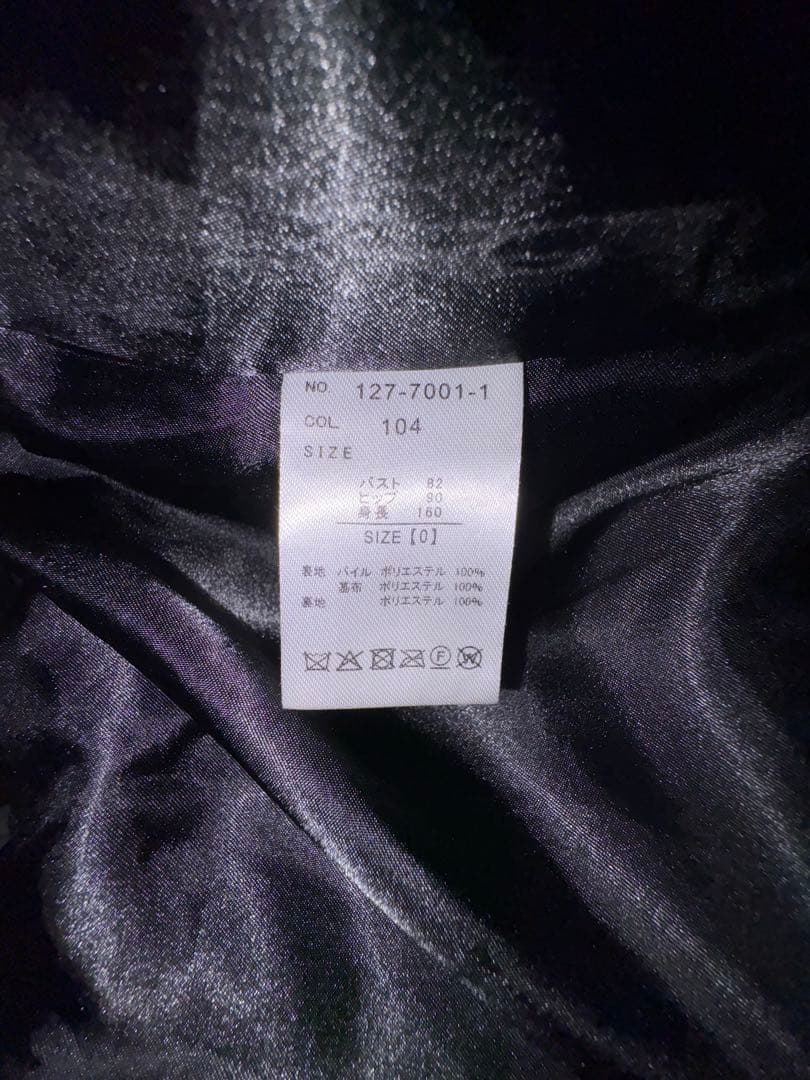 NO. 127-7001-1
COL 104
SIZE
バスト 82
ヒップ 90
身長 160
SIZE [0]
表地 パイル ポリエステル 100%
基布 ポリエステル 100%
裏地 ポリエステル 100%
F W